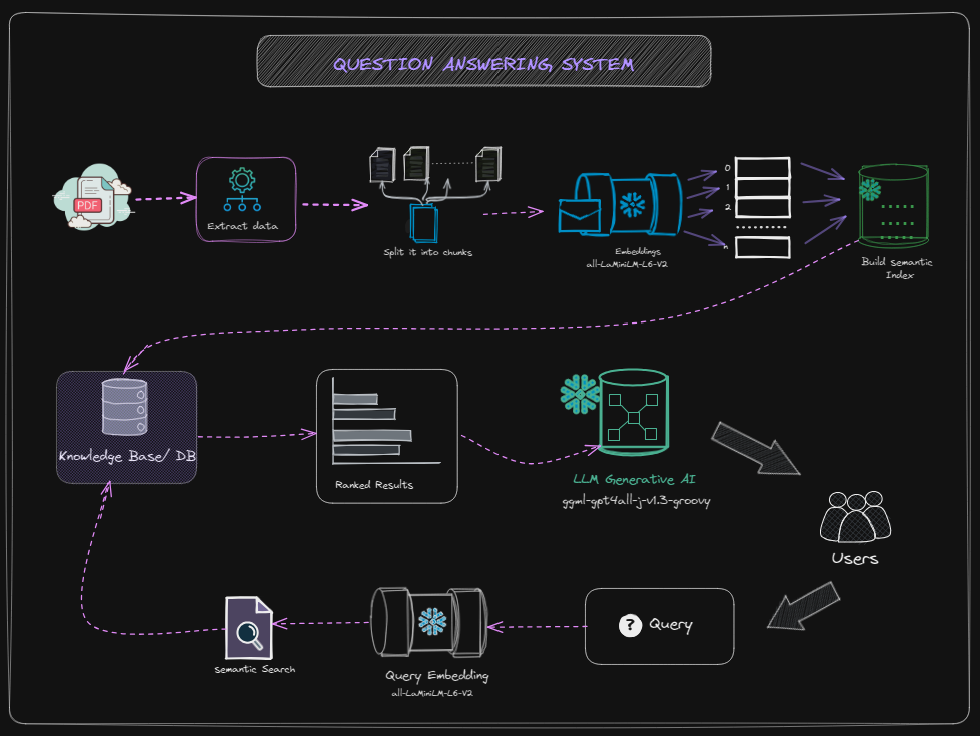 QUESTION ANSWERING SYSTEM
PDF
Extract data
Split it into chunks
Embeddings
all-LaMiniLM-L6-V2
0
1
2
n
Build semantic
Index
Knowledge Base/ DB
Ranked Results
LLM Generative AI
ggml-gpt4all-j-v1.3-groovy
Users
? Query
Query Embedding
all-LaMiniLM-L6-V2
semantic Search